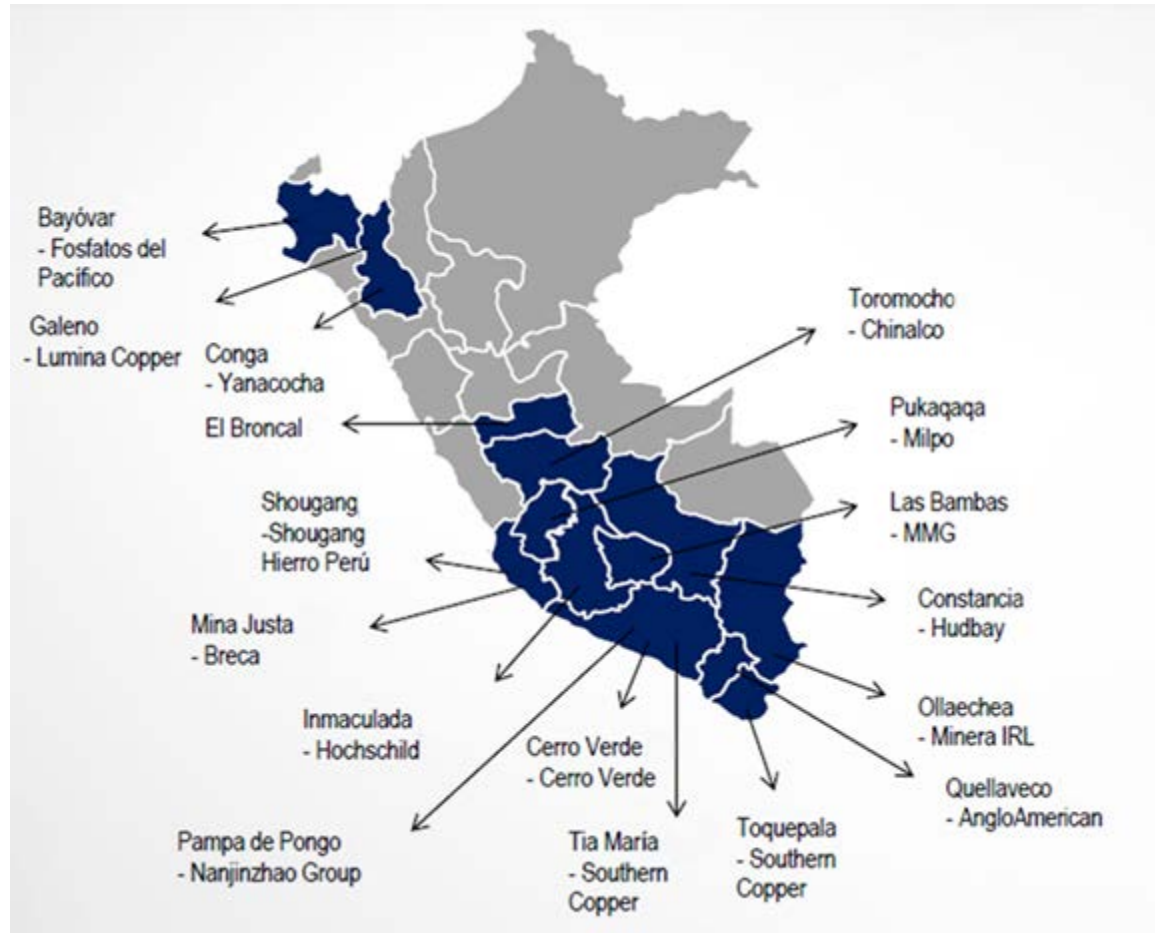 Bayóvar
- Fosfatos del
Pacífico
Galeno
- Lumina Copper
Conga
- Yanacocha
El Broncal
Shougang
-Shougang
Hierro Perú
Mina Justa
- Breca
Inmaculada
- Hochschild
Pampa de Pongo
- Nanjinzhao Group
Cerro Verde
- Cerro Verde
Tia María
- Southern
Copper
Toquepala
- Southern
Copper
Toromocho
- Chinalco
Pukaqaqa
- Milpo
Las Bambas
- MMG
Constancia
- Hudbay
Ollaechea
- Minera IRL
Quellaveco
- AngloAmerican